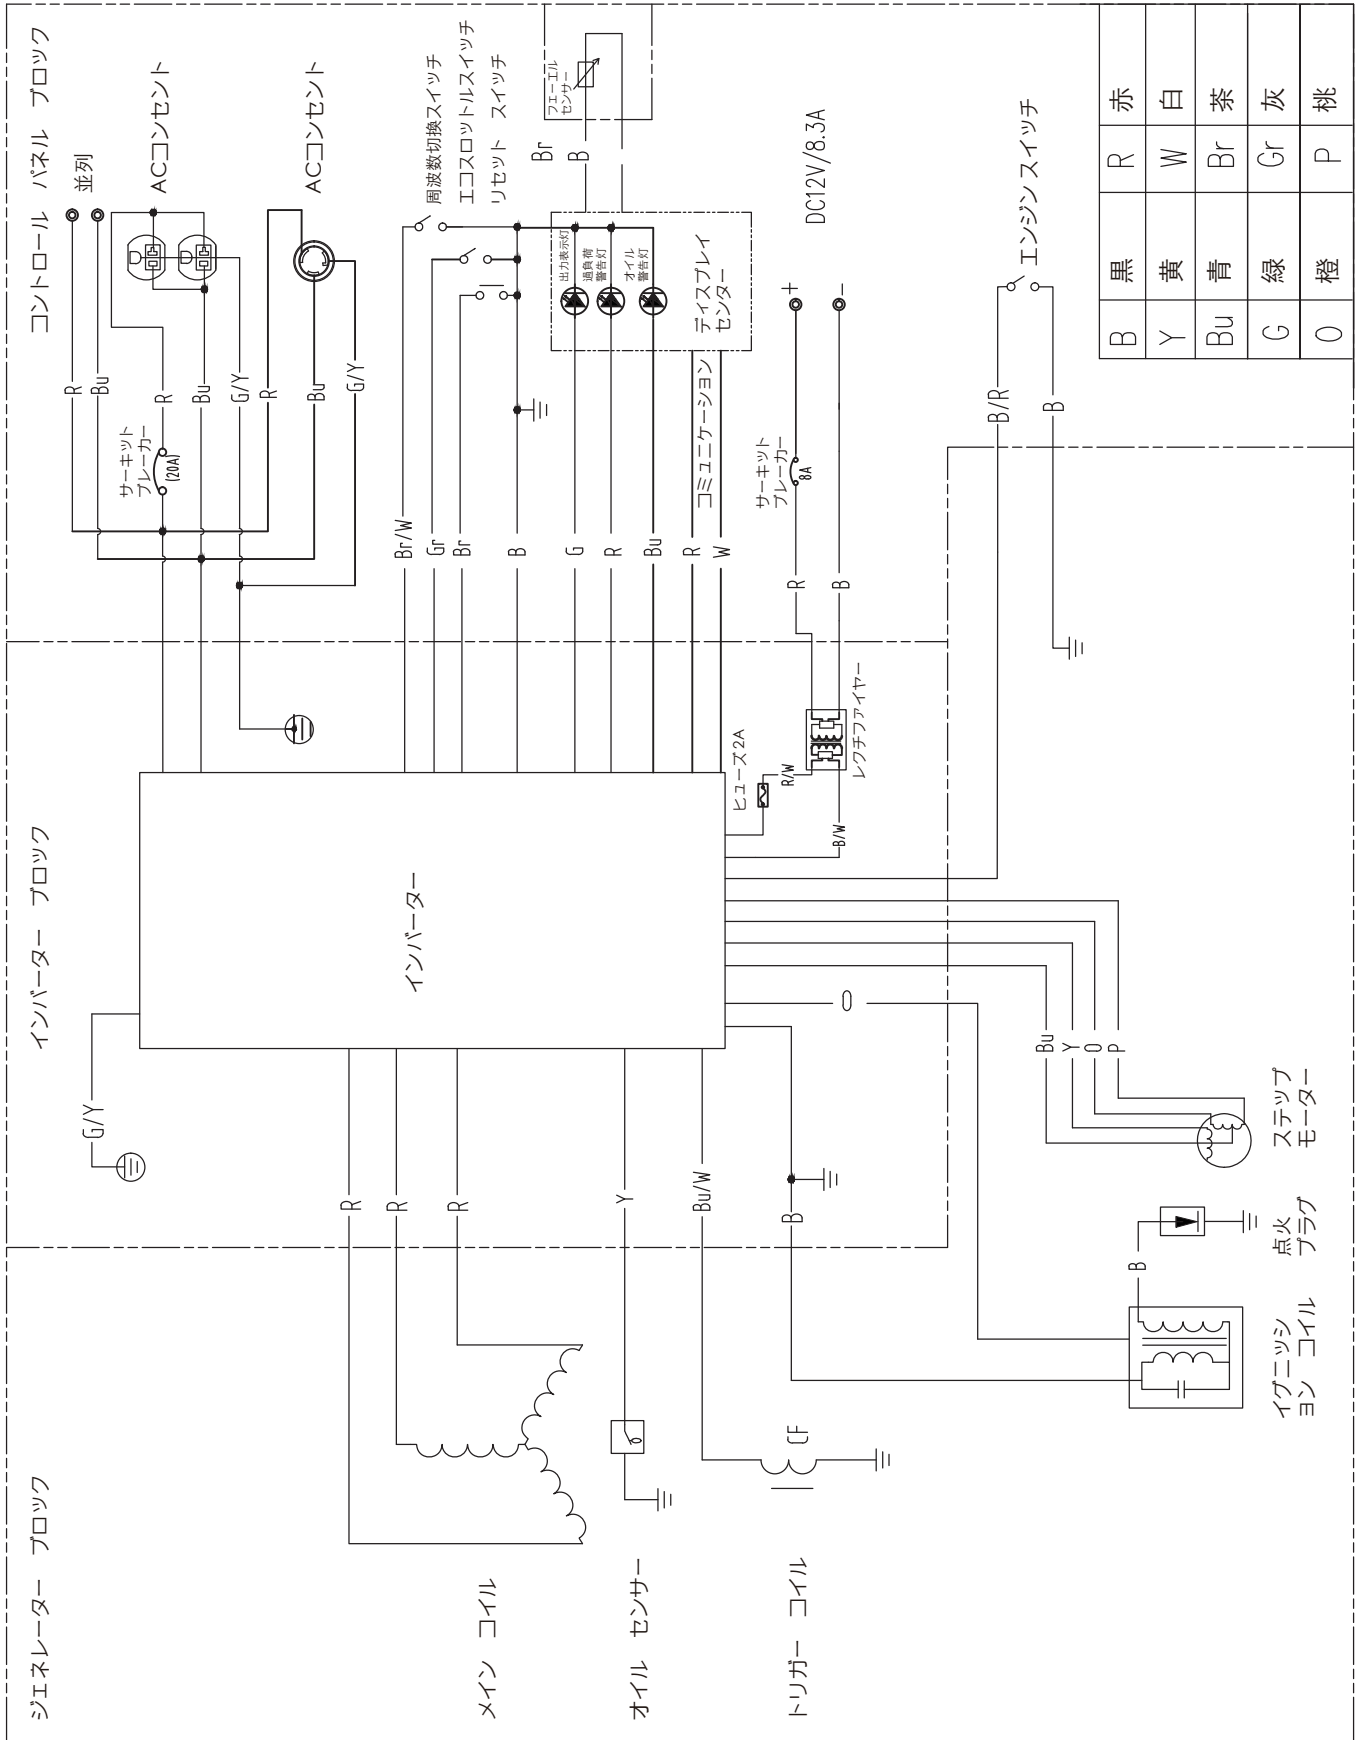 ジェネレーター ブロック
インバーター ブロック
コントロール パネル ブロック
並列
ACコンセント
ACコンセント
R
Bu
R
Bu
G/Y
R
Bu
G/Y
サーキット
ブレーカー
(20A)
周波数切換スイッチ
エコスロットルスイッチ
リセット スイッチ
Br/W
Gr
Br
B
G
R
Bu
R
W
コミュニケーション
出力表示灯
過負荷
警告灯
オイル
警告灯
ディスプレイ
センター
フューエル
センサー
Br
B
DC12V/8.3A
+
-
サーキット
ブレーカー
8A
R
B
レクチファイヤー
ヒューズ2A
R/W
B/W
エンジン スイッチ
B/R
B
インバーター
G/Y
R
R
R
Y
Bu/W
B
O
Bu
Y
O
P
メイン コイル
オイル センサー
トリガー コイル
CF
イグニッシ
ョン コイル
B
点火
プラグ
ステップ
モーター
B 黒 R 赤
Y 黄 W 白
Bu 青 Br 茶
G 緑 Gr 灰
O 橙 P 桃